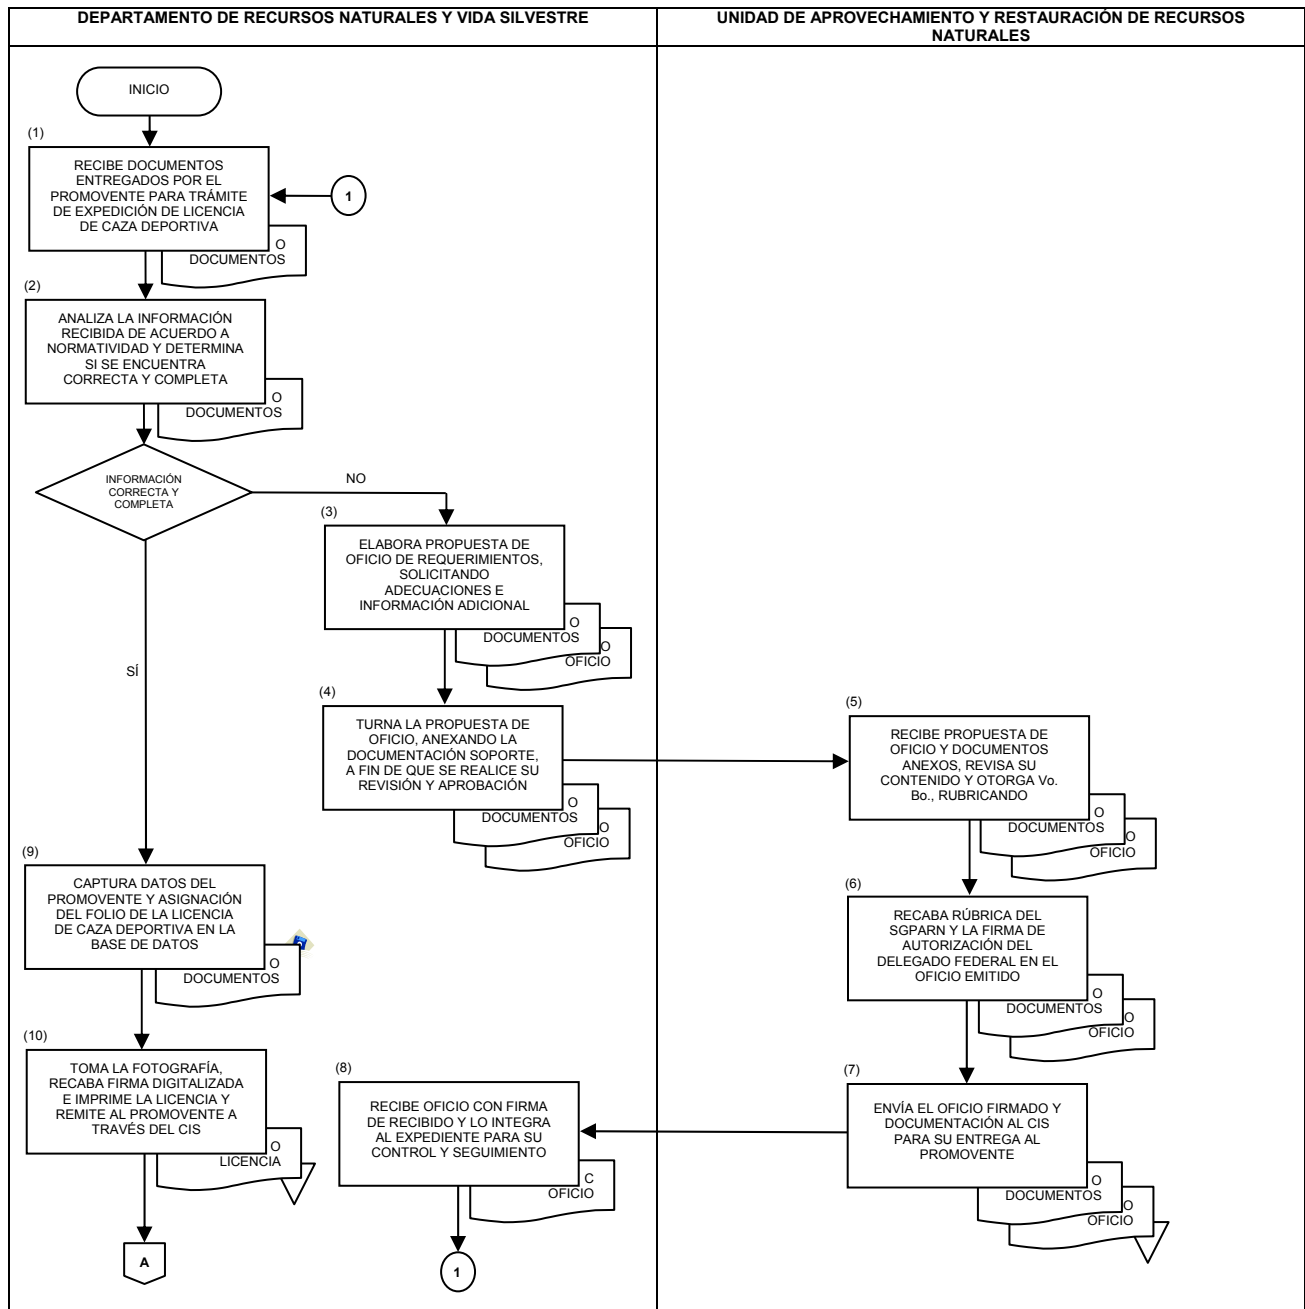 DEPARTAMENTO DE RECURSOS NATURALES Y VIDA SILVESTRE
UNIDAD DE APROVECHAMIENTO Y RESTAURACIÓN DE RECURSOS
NATURALES
INICIO
(1)
RECIBE DOCUMENTOS
ENTREGADOS POR EL
PROMOVENTE PARA TRÁMITE
DE EXPEDICIÓN DE LICENCIA
DE CAZA DEPORTIVA
1
O
DOCUMENTOS
(2)
ANALIZA LA INFORMACIÓN
RECIBIDA DE ACUERDO A
NORMATIVIDAD Y DETERMINA
SI SE ENCUENTRA
CORRECTA Y COMPLETA
O
DOCUMENTOS
INFORMACIÓN
CORRECTA Y
COMPLETA
NO
SÍ
(3)
ELABORA PROPUESTA DE
OFICIO DE REQUERIMIENTOS,
SOLICITANDO
ADECUACIONES E
INFORMACIÓN ADICIONAL
O
DOCUMENTOS
O
OFICIO
(4)
TURNA LA PROPUESTA DE
OFICIO, ANEXANDO LA
DOCUMENTACIÓN SOPORTE,
A FIN DE QUE SE REALICE SU
REVISIÓN Y APROBACIÓN
O
DOCUMENTOS
O
OFICIO
(5)
RECIBE PROPUESTA DE
OFICIO Y DOCUMENTOS
ANEXOS, REVISA SU
CONTENIDO Y OTORGA Vo.
Bo., RUBRICANDO
O
DOCUMENTOS
O
OFICIO
(6)
RECABA RÚBRICA DEL
SGPARN Y LA FIRMA DE
AUTORIZACIÓN DEL
DELEGADO FEDERAL EN EL
OFICIO EMITIDO
O
DOCUMENTOS
O
OFICIO
(7)
ENVÍA EL OFICIO FIRMADO Y
DOCUMENTACIÓN AL CIS
PARA SU ENTREGA AL
PROMOVENTE
O
DOCUMENTOS
O
OFICIO
(8)
RECIBE OFICIO CON FIRMA
DE RECIBIDO Y LO INTEGRA
AL EXPEDIENTE PARA SU
CONTROL Y SEGUIMIENTO
C
OFICIO
1
(9)
CAPTURA DATOS DEL
PROMOVENTE Y ASIGNACIÓN
DEL FOLIO DE LA LICENCIA
DE CAZA DEPORTIVA EN LA
BASE DE DATOS
O
DOCUMENTOS
(10)
TOMA LA FOTOGRAFÍA,
RECABA FIRMA DIGITALIZADA
E IMPRIME LA LICENCIA Y
REMITE AL PROMOVENTE A
TRAVÉS DEL CIS
O
LICENCIA
A